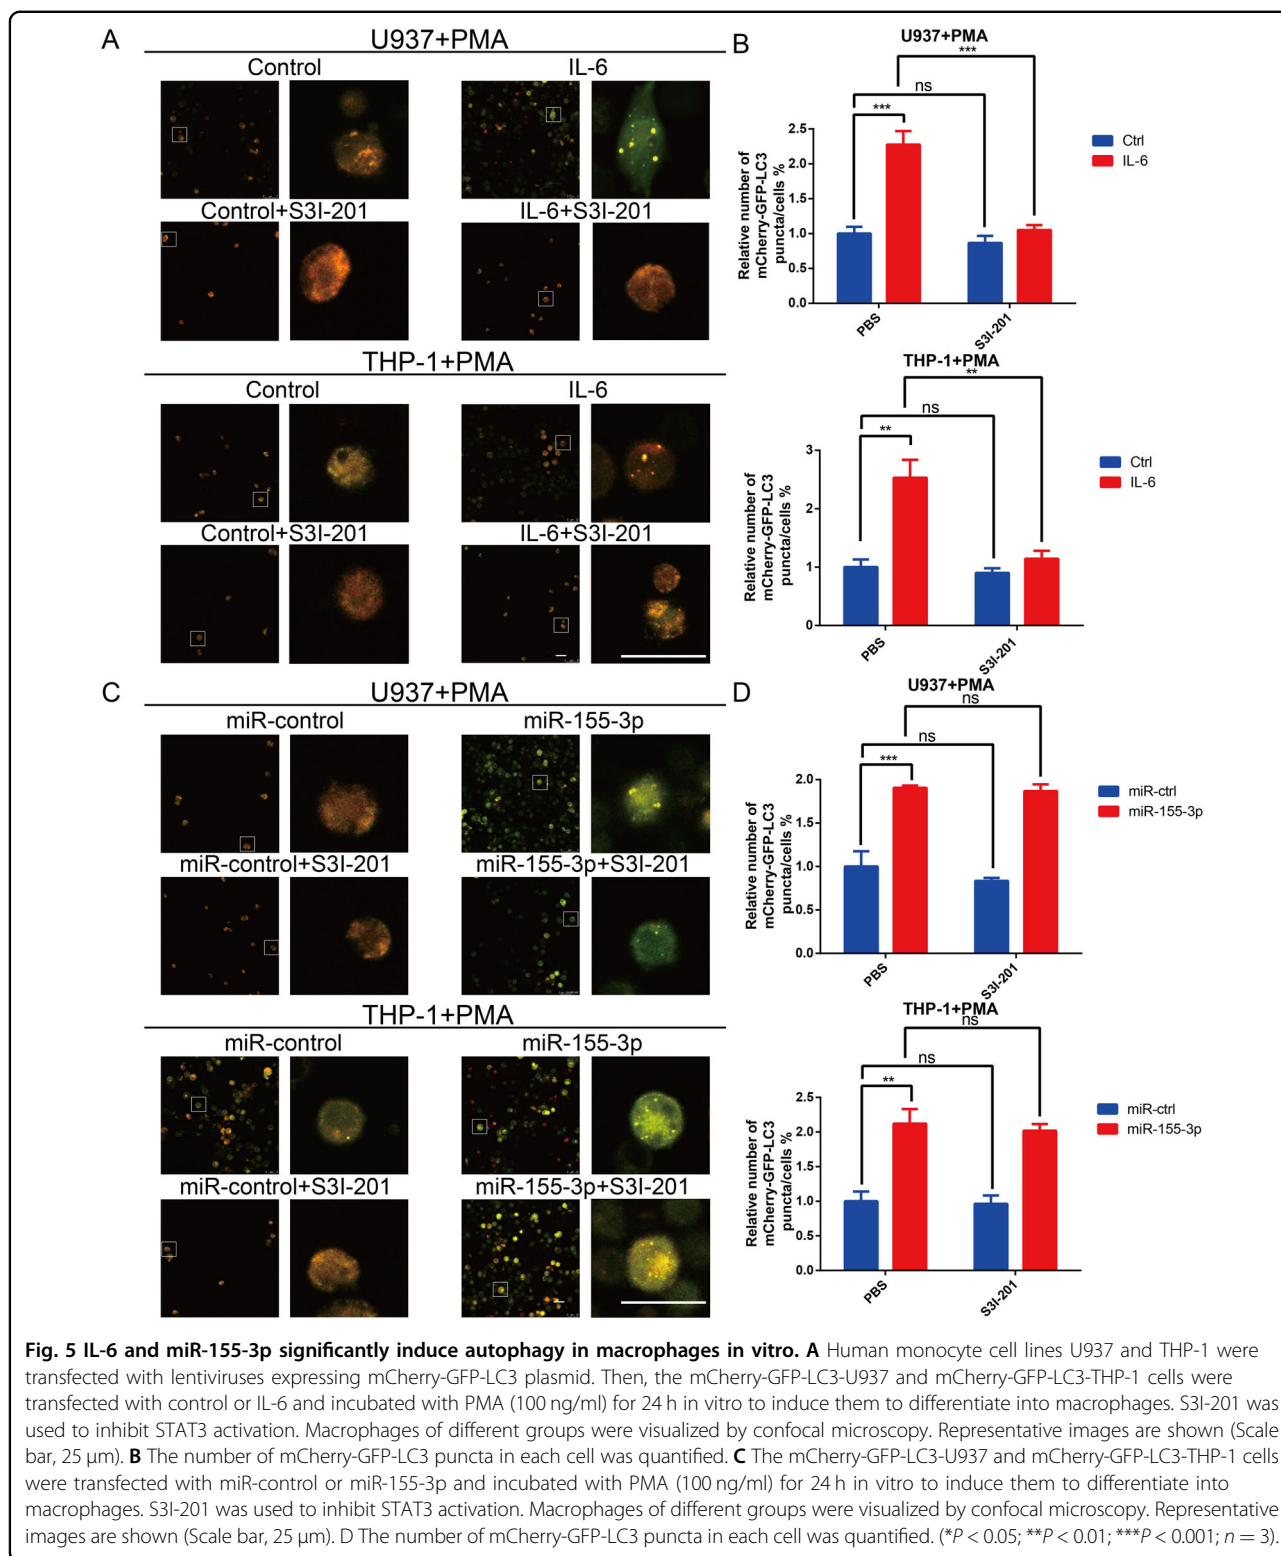 A
U937+PMA
Control
IL-6
Control+S3I-201
IL-6+S3I-201
THP-1+PMA
Control
IL-6
Control+S3I-201
IL-6+S3I-201
B
U937+PMA
***
ns
***
Relative number of
mCherry-GFP-LC3
puncta/cells %
2.5
2.0
1.5
1.0
0.5
0.0
PBS
S3I-201
Ctrl
IL-6
THP-1+PMA
**
ns
**
Relative number of
mCherry-GFP-LC3
puncta/cells %
3
2
1
0
PBS
S3I-201
Ctrl
IL-6
C
U937+PMA
miR-control
miR-155-3p
miR-control+S3I-201
miR-155-3p+S3I-201
THP-1+PMA
miR-control
miR-155-3p
miR-control+S3I-201
miR-155-3p+S3I-201
D
U937+PMA
ns
ns
***
Relative number of
mCherry-GFP-LC3
puncta/cells %
2.0
1.5
1.0
0.5
0.0
PBS
S3I-201
miR-ctrl
miR-155-3p
THP-1+PMA
ns
ns
**
Relative number of
mCherry-GFP-LC3
puncta/cells %
2.5
2.0
1.5
1.0
0.5
0.0
PBS
S3I-201
miR-ctrl
miR-155-3p
Fig. 5 IL-6 and miR-155-3p significantly induce autophagy in macrophages in vitro. A Human monocyte cell lines U937 and THP-1 were
transfected with lentiviruses expressing mCherry-GFP-LC3 plasmid. Then, the mCherry-GFP-LC3-U937 and mCherry-GFP-LC3-THP-1 cells were
transfected with control or IL-6 and incubated with PMA (100 ng/ml) for 24 h in vitro to induce them to differentiate into macrophages. S3I-201 was
used to inhibit STAT3 activation. Macrophages of different groups were visualized by confocal microscopy. Representative images are shown (Scale
bar, 25 μm). B The number of mCherry-GFP-LC3 puncta in each cell was quantified. C The mCherry-GFP-LC3-U937 and mCherry-GFP-LC3-THP-1 cells
were transfected with miR-control or miR-155-3p and incubated with PMA (100 ng/ml) for 24 h in vitro to induce them to differentiate into
macrophages. S3I-201 was used to inhibit STAT3 activation. Macrophages of different groups were visualized by confocal microscopy. Representative
images are shown (Scale bar, 25 μm). D The number of mCherry-GFP-LC3 puncta in each cell was quantified. (*P < 0.05; **P < 0.01; ***P < 0.001; n = 3).